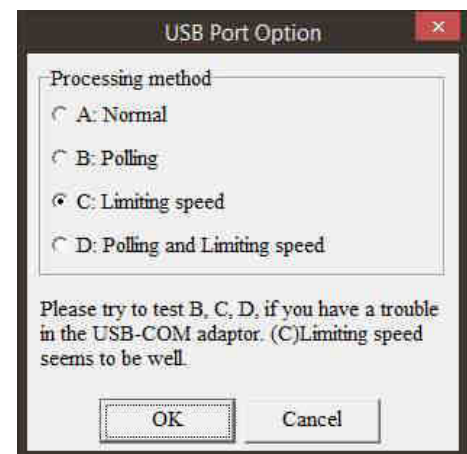 USB Port Option
Processing method
A: Normal
B: Polling
C: Limiting speed
D: Polling and Limiting speed
Please try to test B, C, D, if you have a trouble
in the USB-COM adaptor. (C)Limiting speed
seems to be well.
OK Cancel